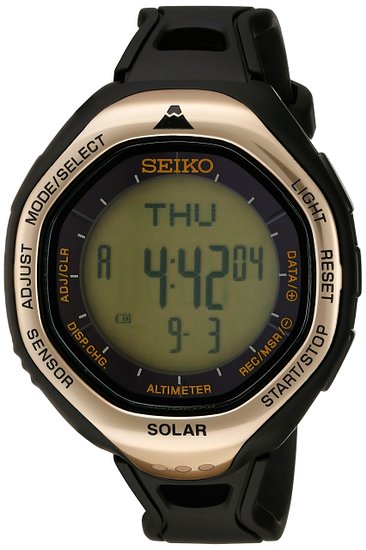 SEIKO
MODE/SELECT
LIGHT
ADJUST
RESET
SENSOR
START/STOP
ADJ/CLR
DATA/+
DISP.CHG.
REC/MSR/-
THU
A 4:42 04
9-3
ALTIMETER
SOLAR